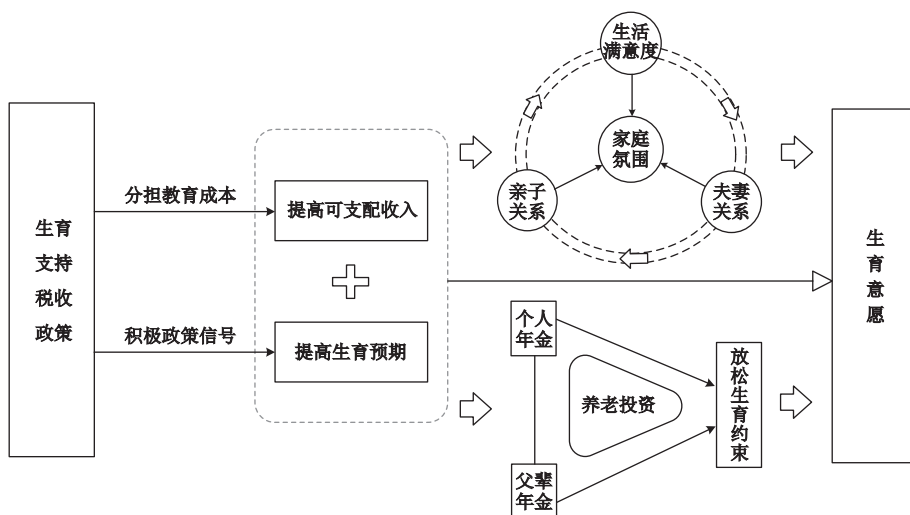 生育
支持
税收
政策
分担教育成本
积极政策信号
提高可支配收入
提高生育预期
生活
满意度
家庭
氛围
亲子
关系
夫妻
关系
个人
年金
养老投资
父辈
年金
放
松
生
育
约
束
生
育
意
愿